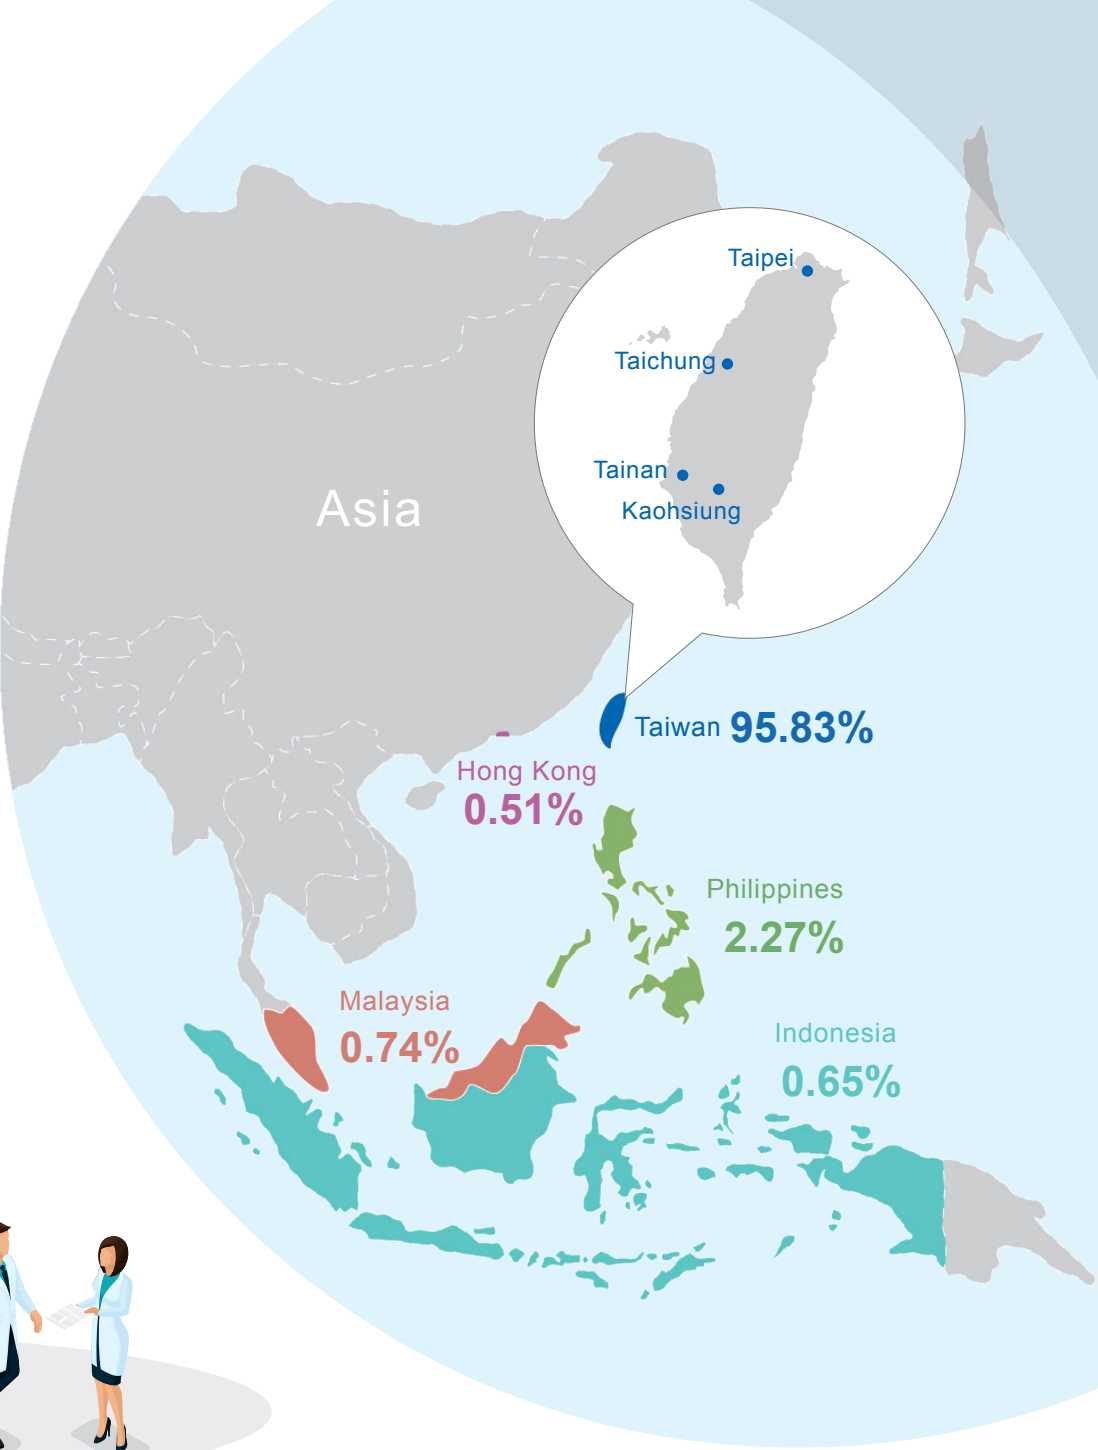 Taipei
Taichung
Tainan
Kaohsiung
Asia
Taiwan 95.83%
Hong Kong
0.51%
Philippines
2.27%
Malaysia
0.74%
Indonesia
0.65%